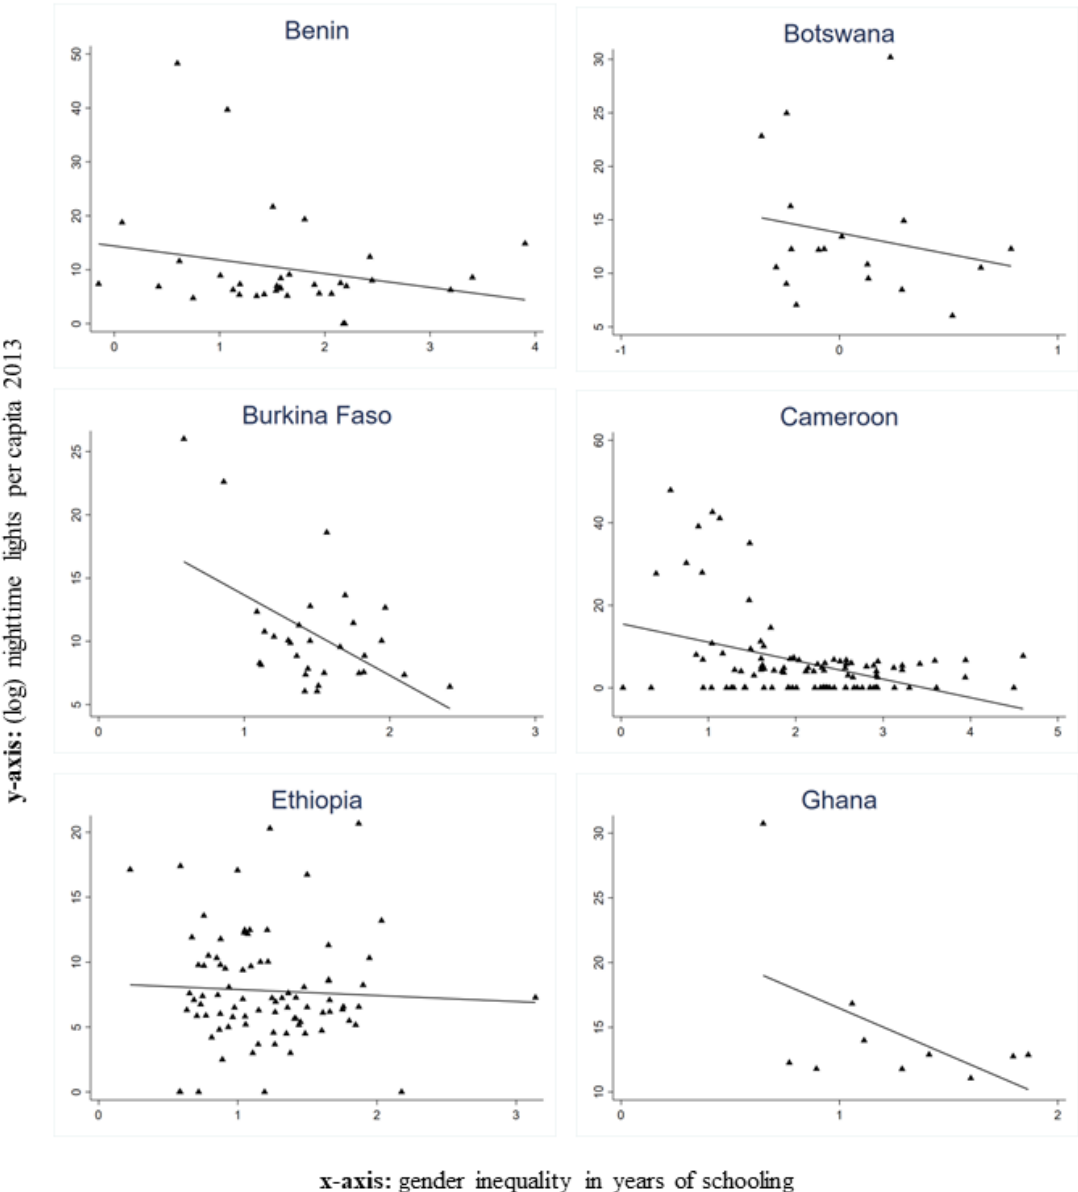 Benin
50
40
30
20
10
0
0 1 2 3 4
Botswana
30
25
20
15
10
5
-1 0 1
y-axis: (log) nighttime lights per capita 2013
Burkina Faso
25
20
15
10
5
0 1 2 3
Cameroon
60
40
20
0
0 1 2 3 4 5
Ethiopia
20
15
10
5
0
0 1 2 3
Ghana
30
25
20
15
10
0 1 2
x-axis: gender inequality in years of schooling